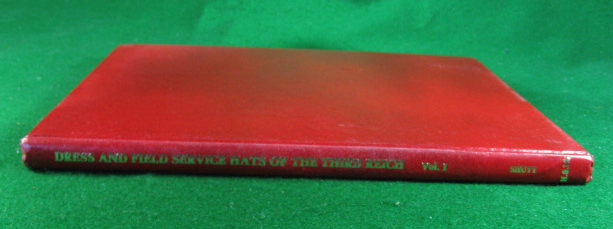 DRESS AND FIELD SERVICE HATS OF THE THIRD REICH Vol. I SHUTT